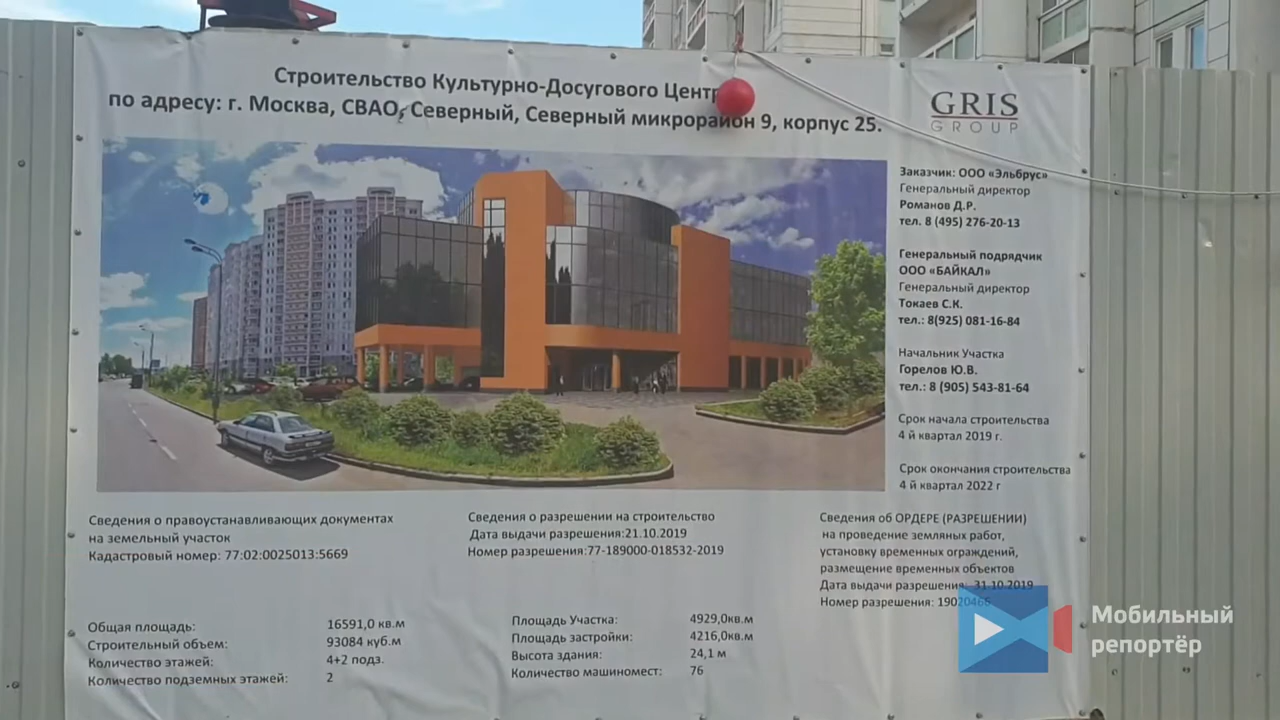 Строительство Культурно-Досугового Центр
по адресу: г. Москва, СВАО, Северный, Северный микрорайон 9, корпус 25.
GRIS
GROUP
Заказчик: ООО «Эльбрус»
Генеральный директор
Романов Д.Р.
тел. 8 (495) 276-20-13
Генеральный подрядчик
ООО «БАЙКАЛ»
Генеральный директор
Токаев С.К.
тел.: 8(925) 081-16-84
Начальник Участка
Горелов Ю.В.
тел.: 8 (905) 543-81-64
Срок начала строительства
4 й квартал 2019 г.
Срок окончания строительства
4 й квартал 2022 г
Сведения о правоустанавливающих документах
на земельный участок
Кадастровый номер: 77:02:0025013:5669
Сведения о разрешении на строительство
Дата выдачи разрешения:21.10.2019
Номер разрешения:77-189000-018532-2019
Сведения об ОРДЕРЕ (РАЗРЕШЕНИИ)
на проведение земляных работ,
установку временных ограждений,
размещение временных объектов
Дата выдачи разрешения: 31.10.2019
Номер разрешения: 19020466
Общая площадь: 16591,0 кв.м
Строительный объем: 93084 куб.м
Количество этажей: 4+2 подз.
Количество подземных этажей: 2
Площадь Участка: 4929,0кв.м
Площадь застройки: 4216,0кв.м
Высота здания: 24,1 м
Количество машиномест: 76
Мобильный
репортёр